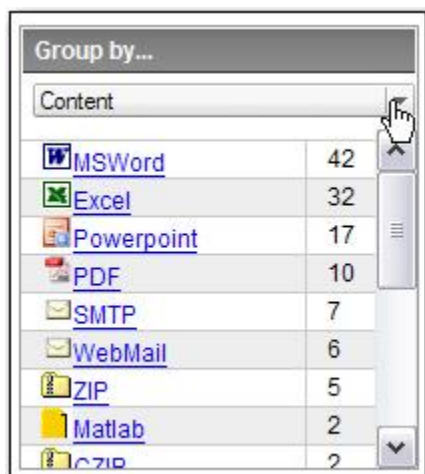 Group by...
Content
MSWord 42
Excel 32
Powerpoint 17
PDF 10
SMTP 7
WebMail 6
ZIP 5
Matlab 2
GZIP 2